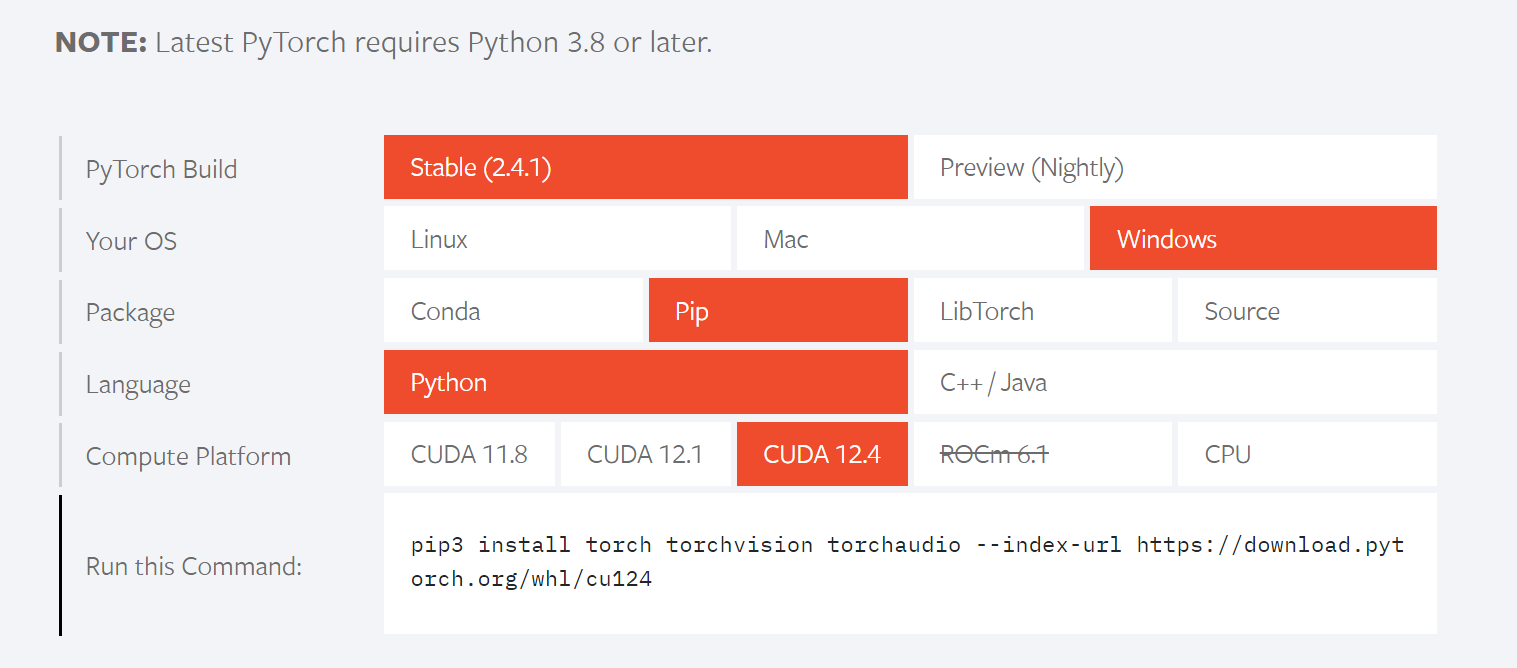 NOTE: Latest PyTorch requires Python 3.8 or later.
PyTorch Build
Stable (2.4.1)
Preview (Nightly)
Your OS
Linux
Mac
Windows
Package
Conda
Pip
LibTorch
Source
Language
Python
C++ / Java
Compute Platform
CUDA 11.8
CUDA 12.1
CUDA 12.4
ROCm 6.1
CPU
Run this Command:
pip3 install torch torchvision torchaudio --index-url https://download.pyt
orch.org/whl/cu124